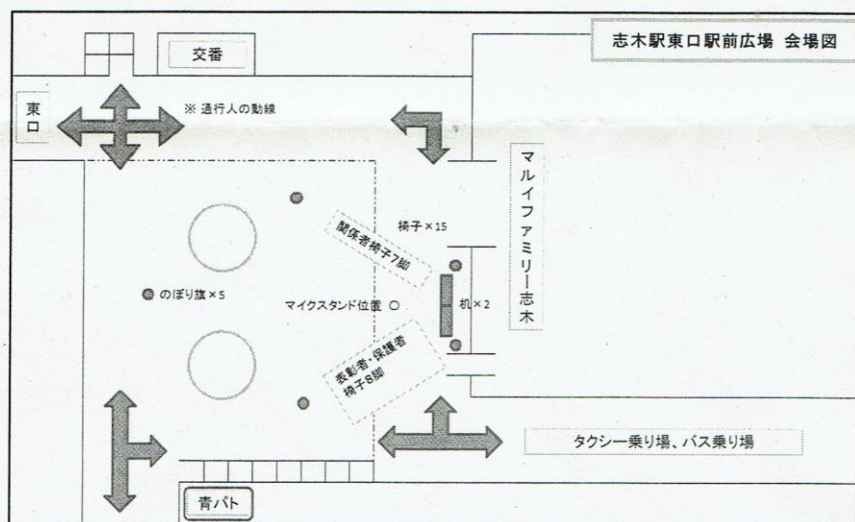 志木駅東口駅前広場 会場図
交番
東口
※ 通行人の動線
マルイファミリー志木
椅子×15
関係者椅子7脚
のぼり旗×5
マイクスタンド位置
机×2
表彰者・保護者
椅子8脚
タクシー乗り場、バス乗り場
青パト